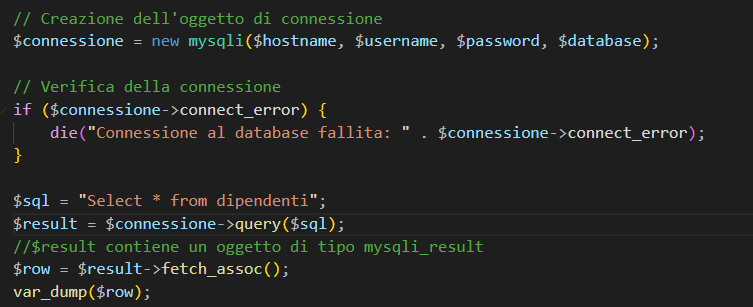 // Creazione dell'oggetto di connessione
$connessione = new mysqli($hostname, $username, $password, $database);
// Verifica della connessione
if ($connessione->connect_error) {
die("Connessione al database fallita: " . $connessione->connect_error);
}
$sql = "Select * from dipendenti";
$result = $connessione->query($sql);
//$result contiene un oggetto di tipo mysqli_result
$row = $result->fetch_assoc();
var_dump($row);